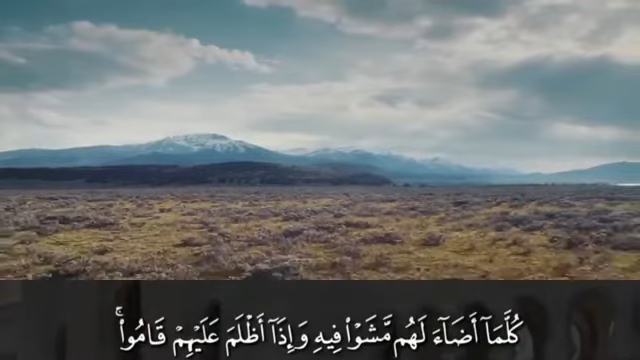 كُلَّمَآ أَضَآءَ لَهُم مَّشَوْا۟ فِيهِ وَإِذَآ أَظْلَمَ عَلَيْهِمْ قَامُوا۟ ۚ